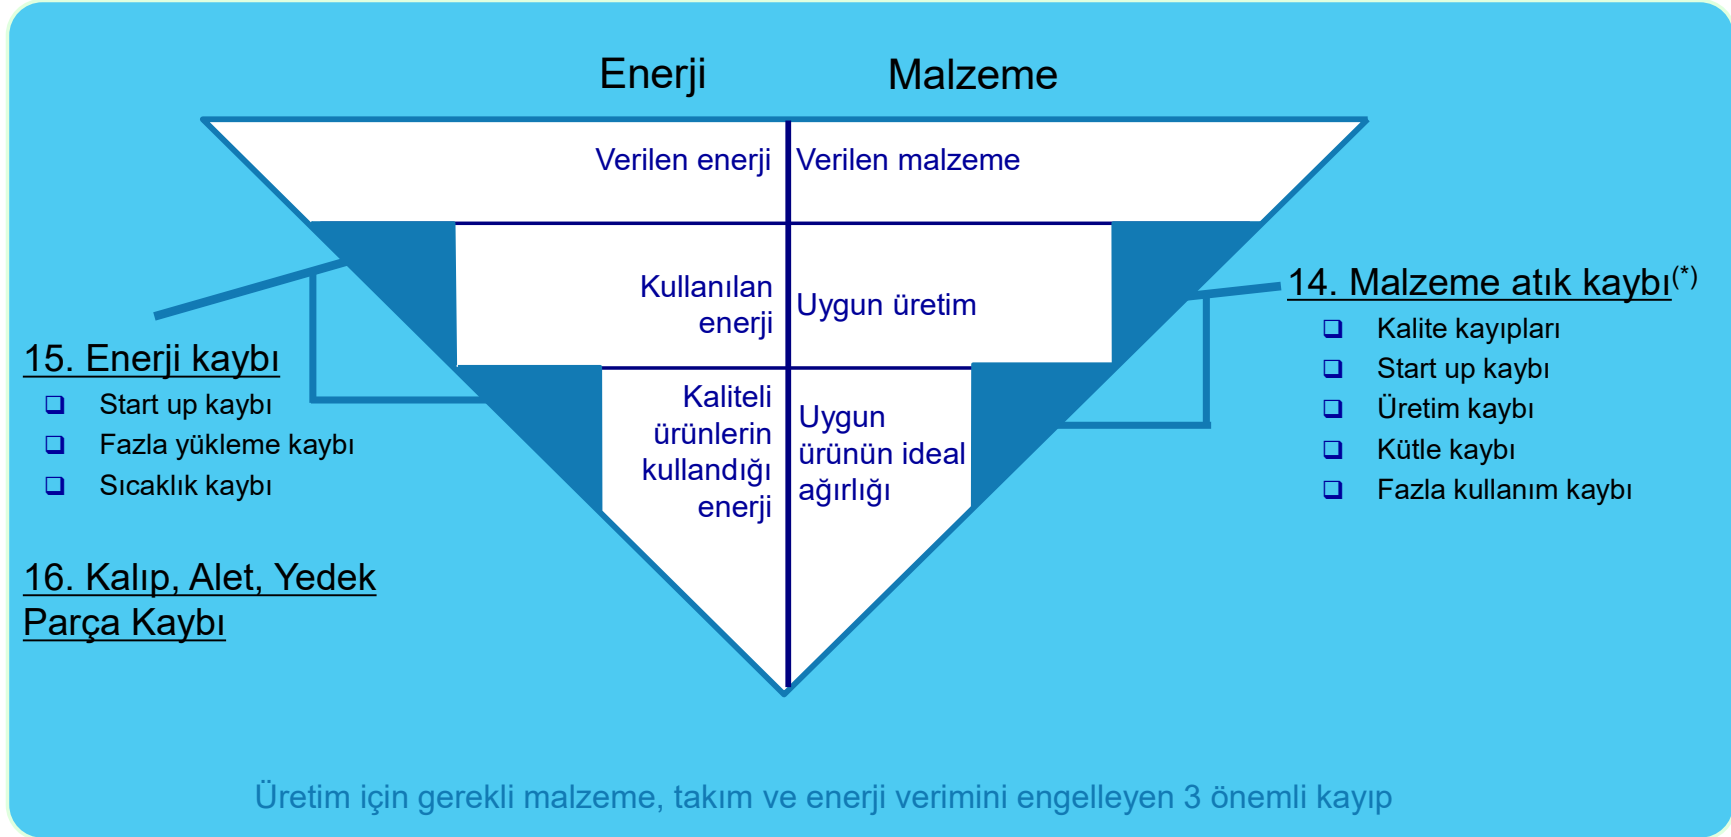 Enerji
Malzeme
Verilen enerji
Verilen malzeme
Kullanılan
enerji
Uygun üretim
Kaliteli
ürünlerin
kullandığı
enerji
Uygun
ürünün ideal
ağırlığı
15. Enerji kaybı
Start up kaybı
Fazla yükleme kaybı
Sıcaklık kaybı
16. Kalıp, Alet, Yedek
Parça Kaybı
14. Malzeme atık kaybı(*)
Kalite kayıpları
Start up kaybı
Üretim kaybı
Kütle kaybı
Fazla kullanım kaybı
Üretim için gerekli malzeme, takım ve enerji verimini engelleyen 3 önemli kayıp